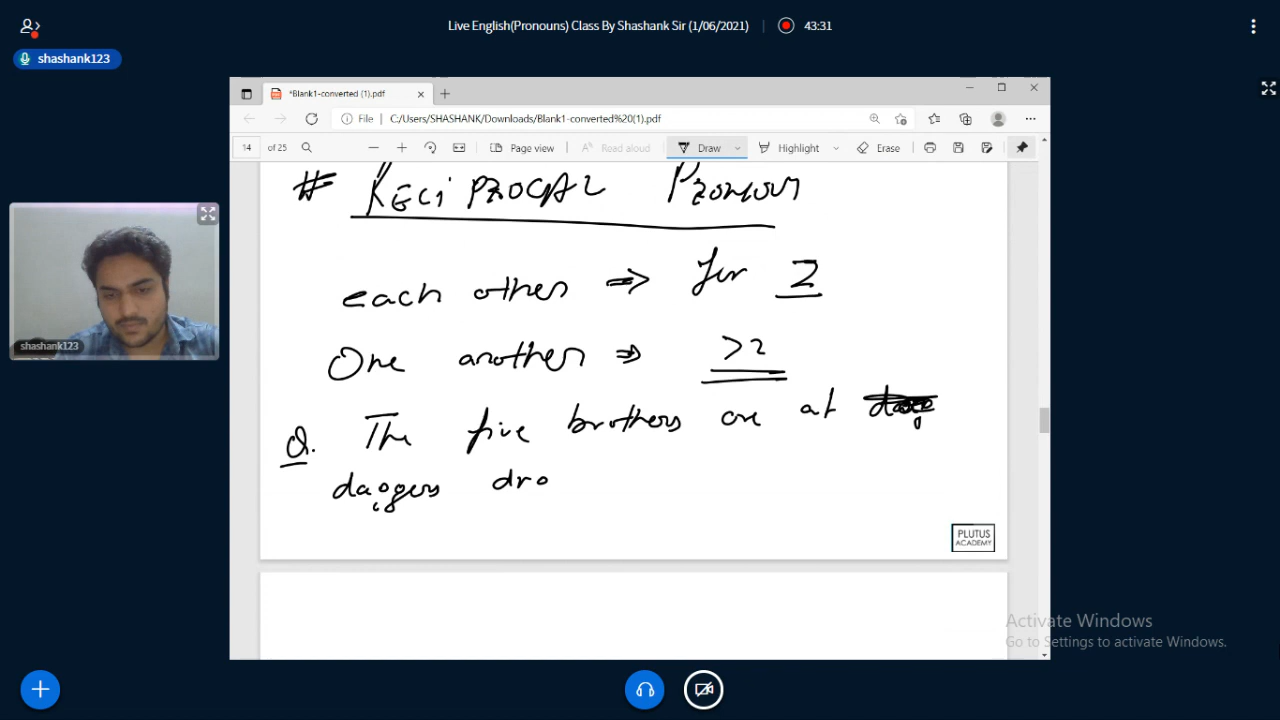 Live English(Pronouns) Class By Shashank Sir (1/06/2021)
43:31
shashank123
*Blank1-converted (1).pdf
File
C:/Users/SHASHANK/Downloads/Blank1-converted%20(1).pdf
14 of 25
Page view
Read aloud
Draw
Highlight
Erase
# RECIPROCAL PRONOUN
each other ⇒ for 2
One another ⇒ >2
Q. The five brothers are at
daggers dra
shashank123
PLUTUS
ACADEMY
Activate Windows
Go to Settings to activate Windows.